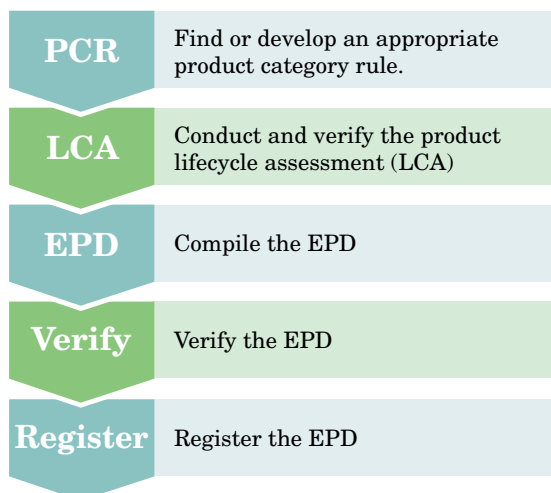 PCR
Find or develop an appropriate
product category rule.
LCA
Conduct and verify the product
lifecycle assessment (LCA)
EPD
Compile the EPD
Verify
Verify the EPD
Register
Register the EPD